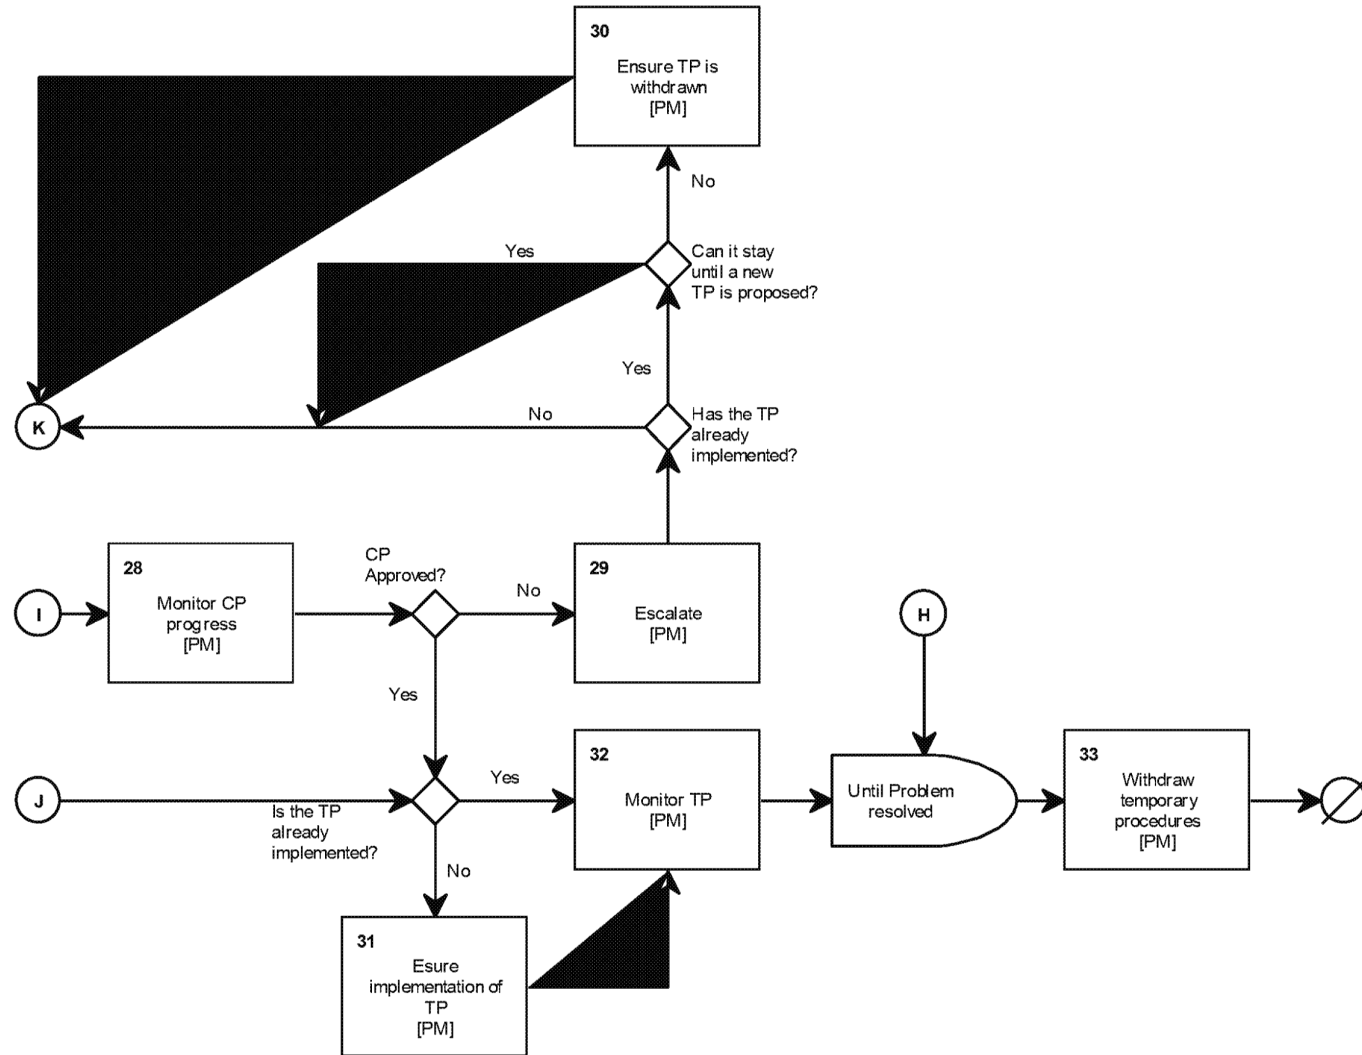 30
Ensure TP is
withdrawn
[PM]
No
Yes
Can it stay
until a new
TP is proposed?
Yes
K
No
Has the TP
already
implemented?
28
Monitor CP
progress
[PM]
CP
Approved?
No
29
Escalate
[PM]
I
H
Yes
J
Is the TP
already
implemented?
Yes
32
Monitor TP
[PM]
Until Problem
resolved
33
Withdraw
temporary
procedures
[PM]
No
31
Esure
implementation of
TP
[PM]